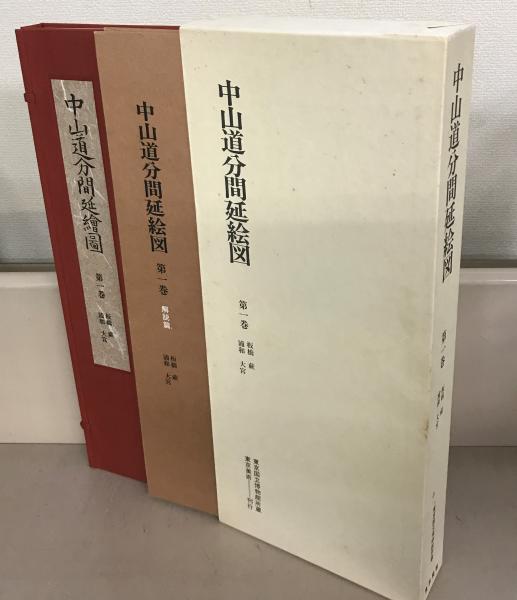 中山道分間延繪圖
第一巻
板橋 蕨
浦和 大宮
中山道分間延絵図
第一巻 解説篇
板橋 蕨
浦和 大宮
中山道分間延絵図
第一巻
板橋 蕨
浦和 大宮
東京国立博物館所蔵
東京美術刊行
中山道分間延絵図
第一巻